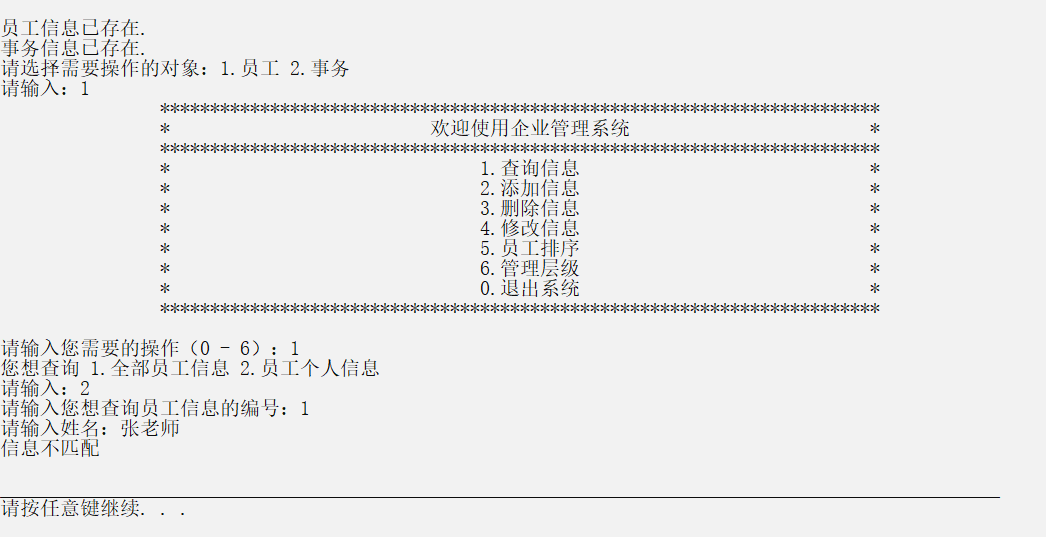 员工信息已存在.
事务信息已存在.
请选择需要操作的对象：1.员工 2.事务
请输入：1
************************************************************************
* 欢迎使用企业管理系统 *
************************************************************************
* 1.查询信息 *
* 2.添加信息 *
* 3.删除信息 *
* 4.修改信息 *
* 5.员工排序 *
* 6.管理层级 *
* 0.退出系统 *
************************************************************************
请输入您需要的操作（0 - 6）：1
您想查询 1.全部员工信息 2.员工个人信息
请输入：2
请输入您想查询员工信息的编号：1
请输入姓名：张老师
信息不匹配
请按任意键继续. . .